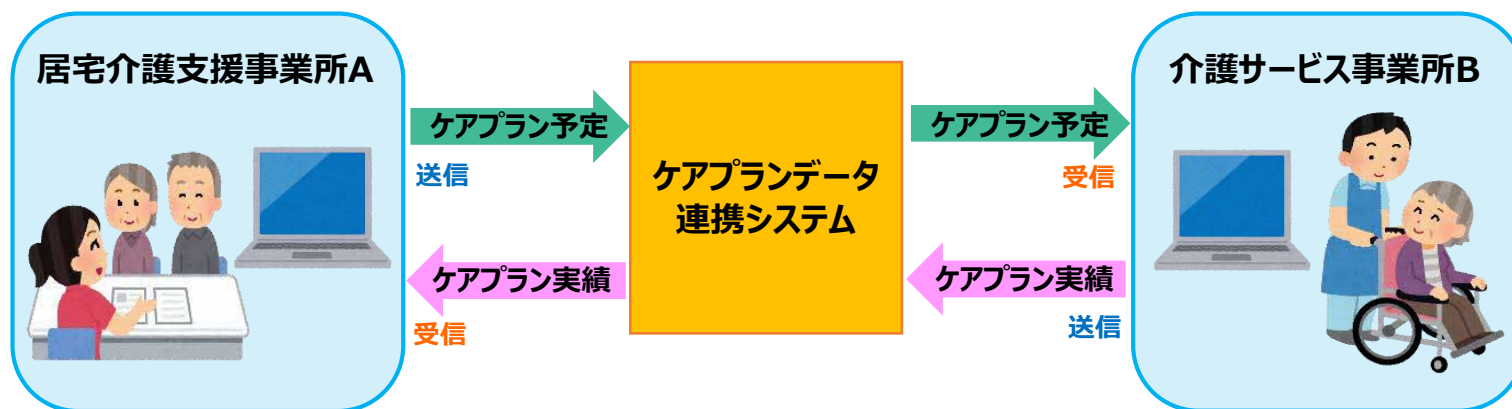 居宅介護支援事業所A
介護サービス事業所B
ケアプラン予定
ケアプラン予定
送信
受信
ケアプランデータ
連携システム
ケアプラン実績
ケアプラン実績
受信
送信